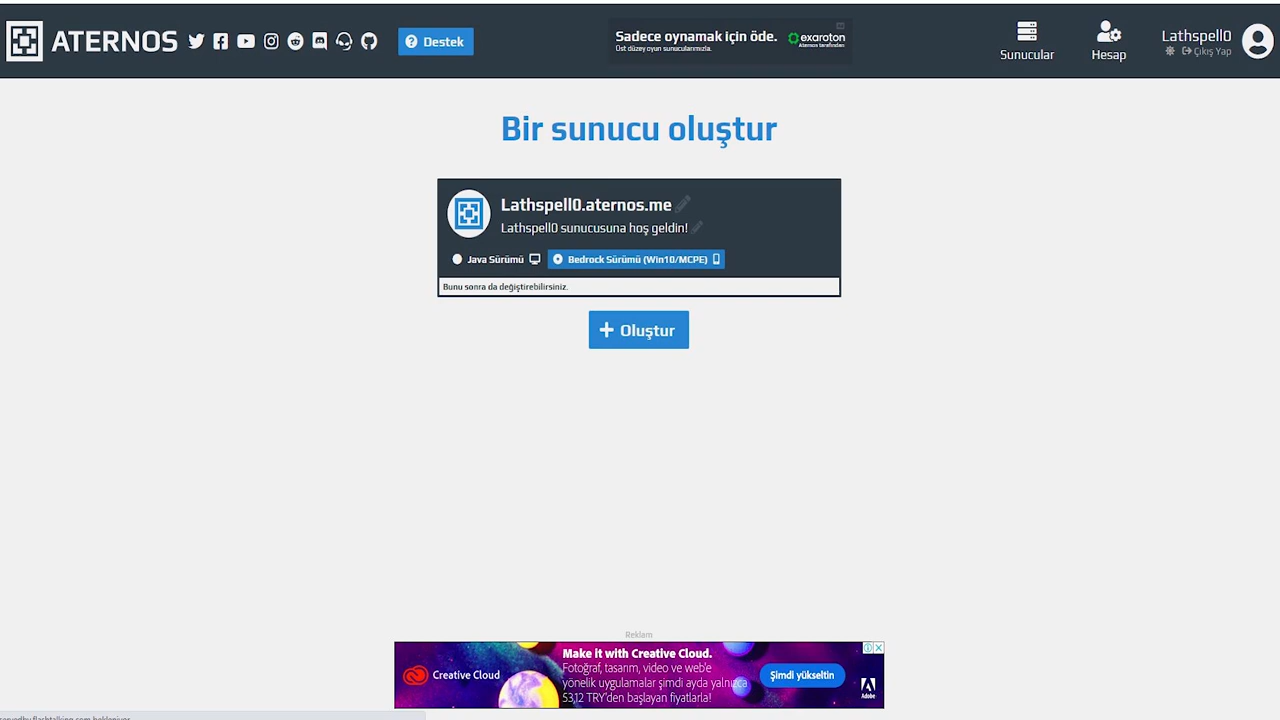 ATERNOS
Destek
Sadece oynamak için öde.
Üst düzey oyun sunucularımızla.
exaroton
Aternos tarafından
Sunucular
Hesap
Lathspell0
Çıkış Yap
Bir sunucu oluştur
Lathspell0.aternos.me
Lathspell0 sunucusuna hoş geldin!
Java Sürümü
Bedrock Sürümü (Win10/MCPE)
Bunu sonra da değiştirebilirsiniz.
Oluştur
Reklam
Make it with Creative Cloud.
Creative Cloud
Fotoğraf, tasarım, video ve web'e
yönelik uygulamalar şimdi ayda yalnızca
53,12 TRY'den başlayan fiyatlarla!
Şimdi yükseltin
Adobe